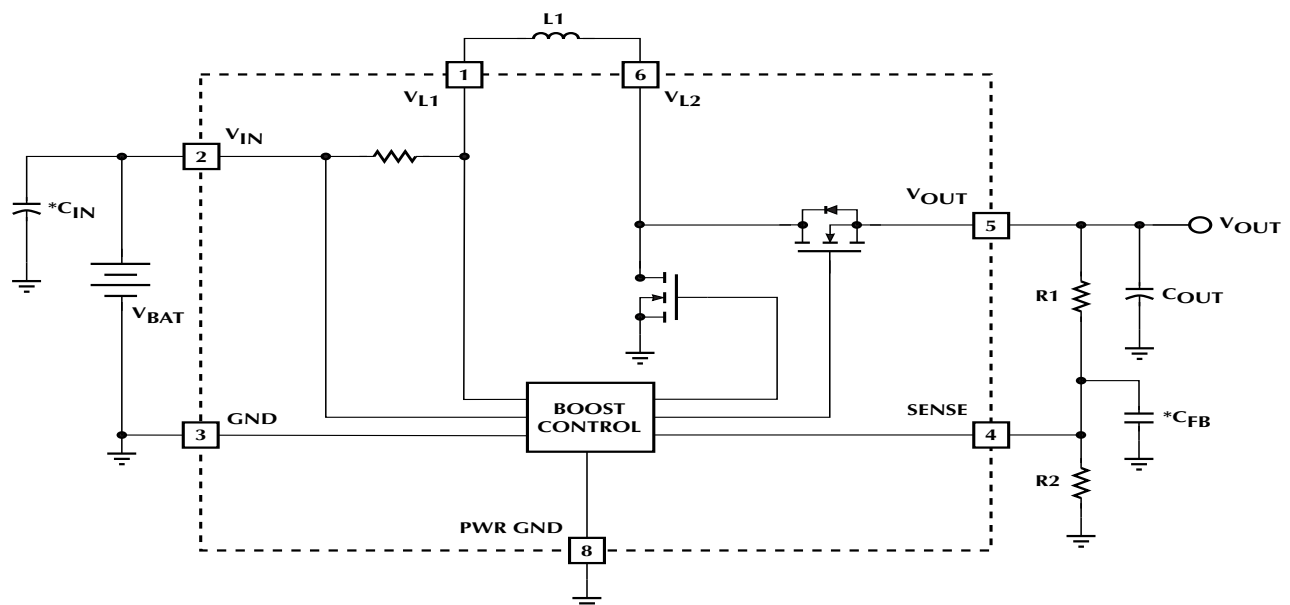 L1
1
6
VL1
VL2
VIN
2
*CIN
VBAT
VOUT
5
VOUT
R1
COUT
BOOST
CONTROL
GND
3
SENSE
4
*CFB
R2
PWR GND
8